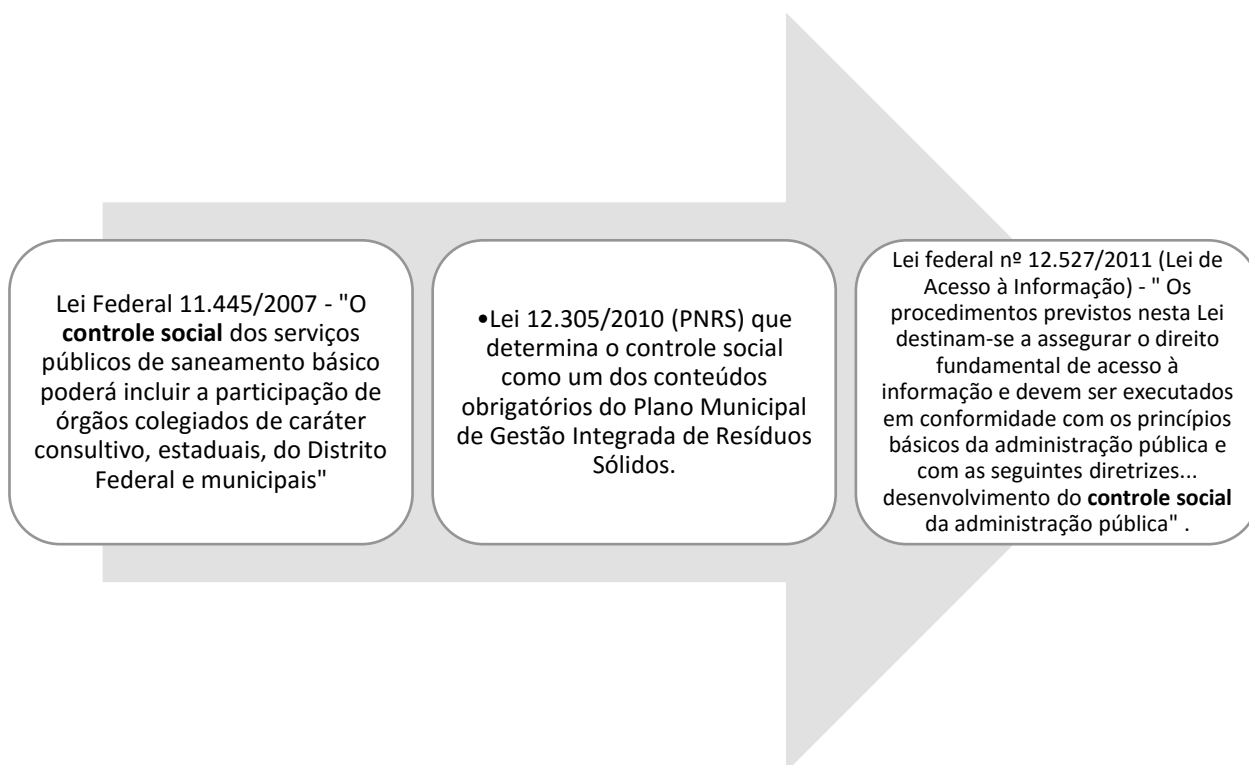 Lei Federal 11.445/2007 - "O
controle social dos serviços
públicos de saneamento básico
poderá incluir a participação de
órgãos colegiados de caráter
consultivo, estaduais, do Distrito
Federal e municipais"
•Lei 12.305/2010 (PNRS) que
determina o controle social
como um dos conteúdos
obrigatórios do Plano Municipal
de Gestão Integrada de Resíduos
Sólidos.
Lei federal nº 12.527/2011 (Lei de
Acesso à Informação) - " Os
procedimentos previstos nesta Lei
destinam-se a assegurar o direito
fundamental de acesso à
informação e devem ser executados
em conformidade com os princípios
básicos da administração pública e
com as seguintes diretrizes...
desenvolvimento do controle social
da administração pública" .